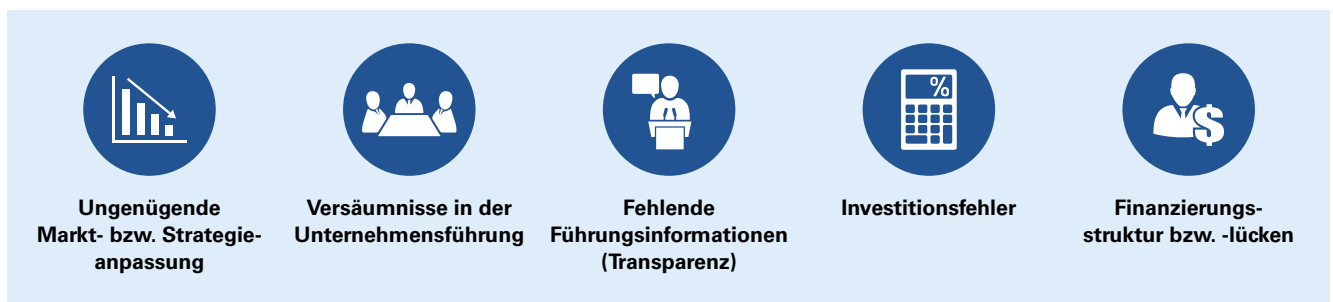 %
$
Ungenügende
Markt- bzw. Strategie-
anpassung
Versäumnisse in der
Unternehmensführung
Fehlende
Führungsinformationen
(Transparenz)
Investitionsfehler
Finanzierungs-
struktur bzw. -lücken